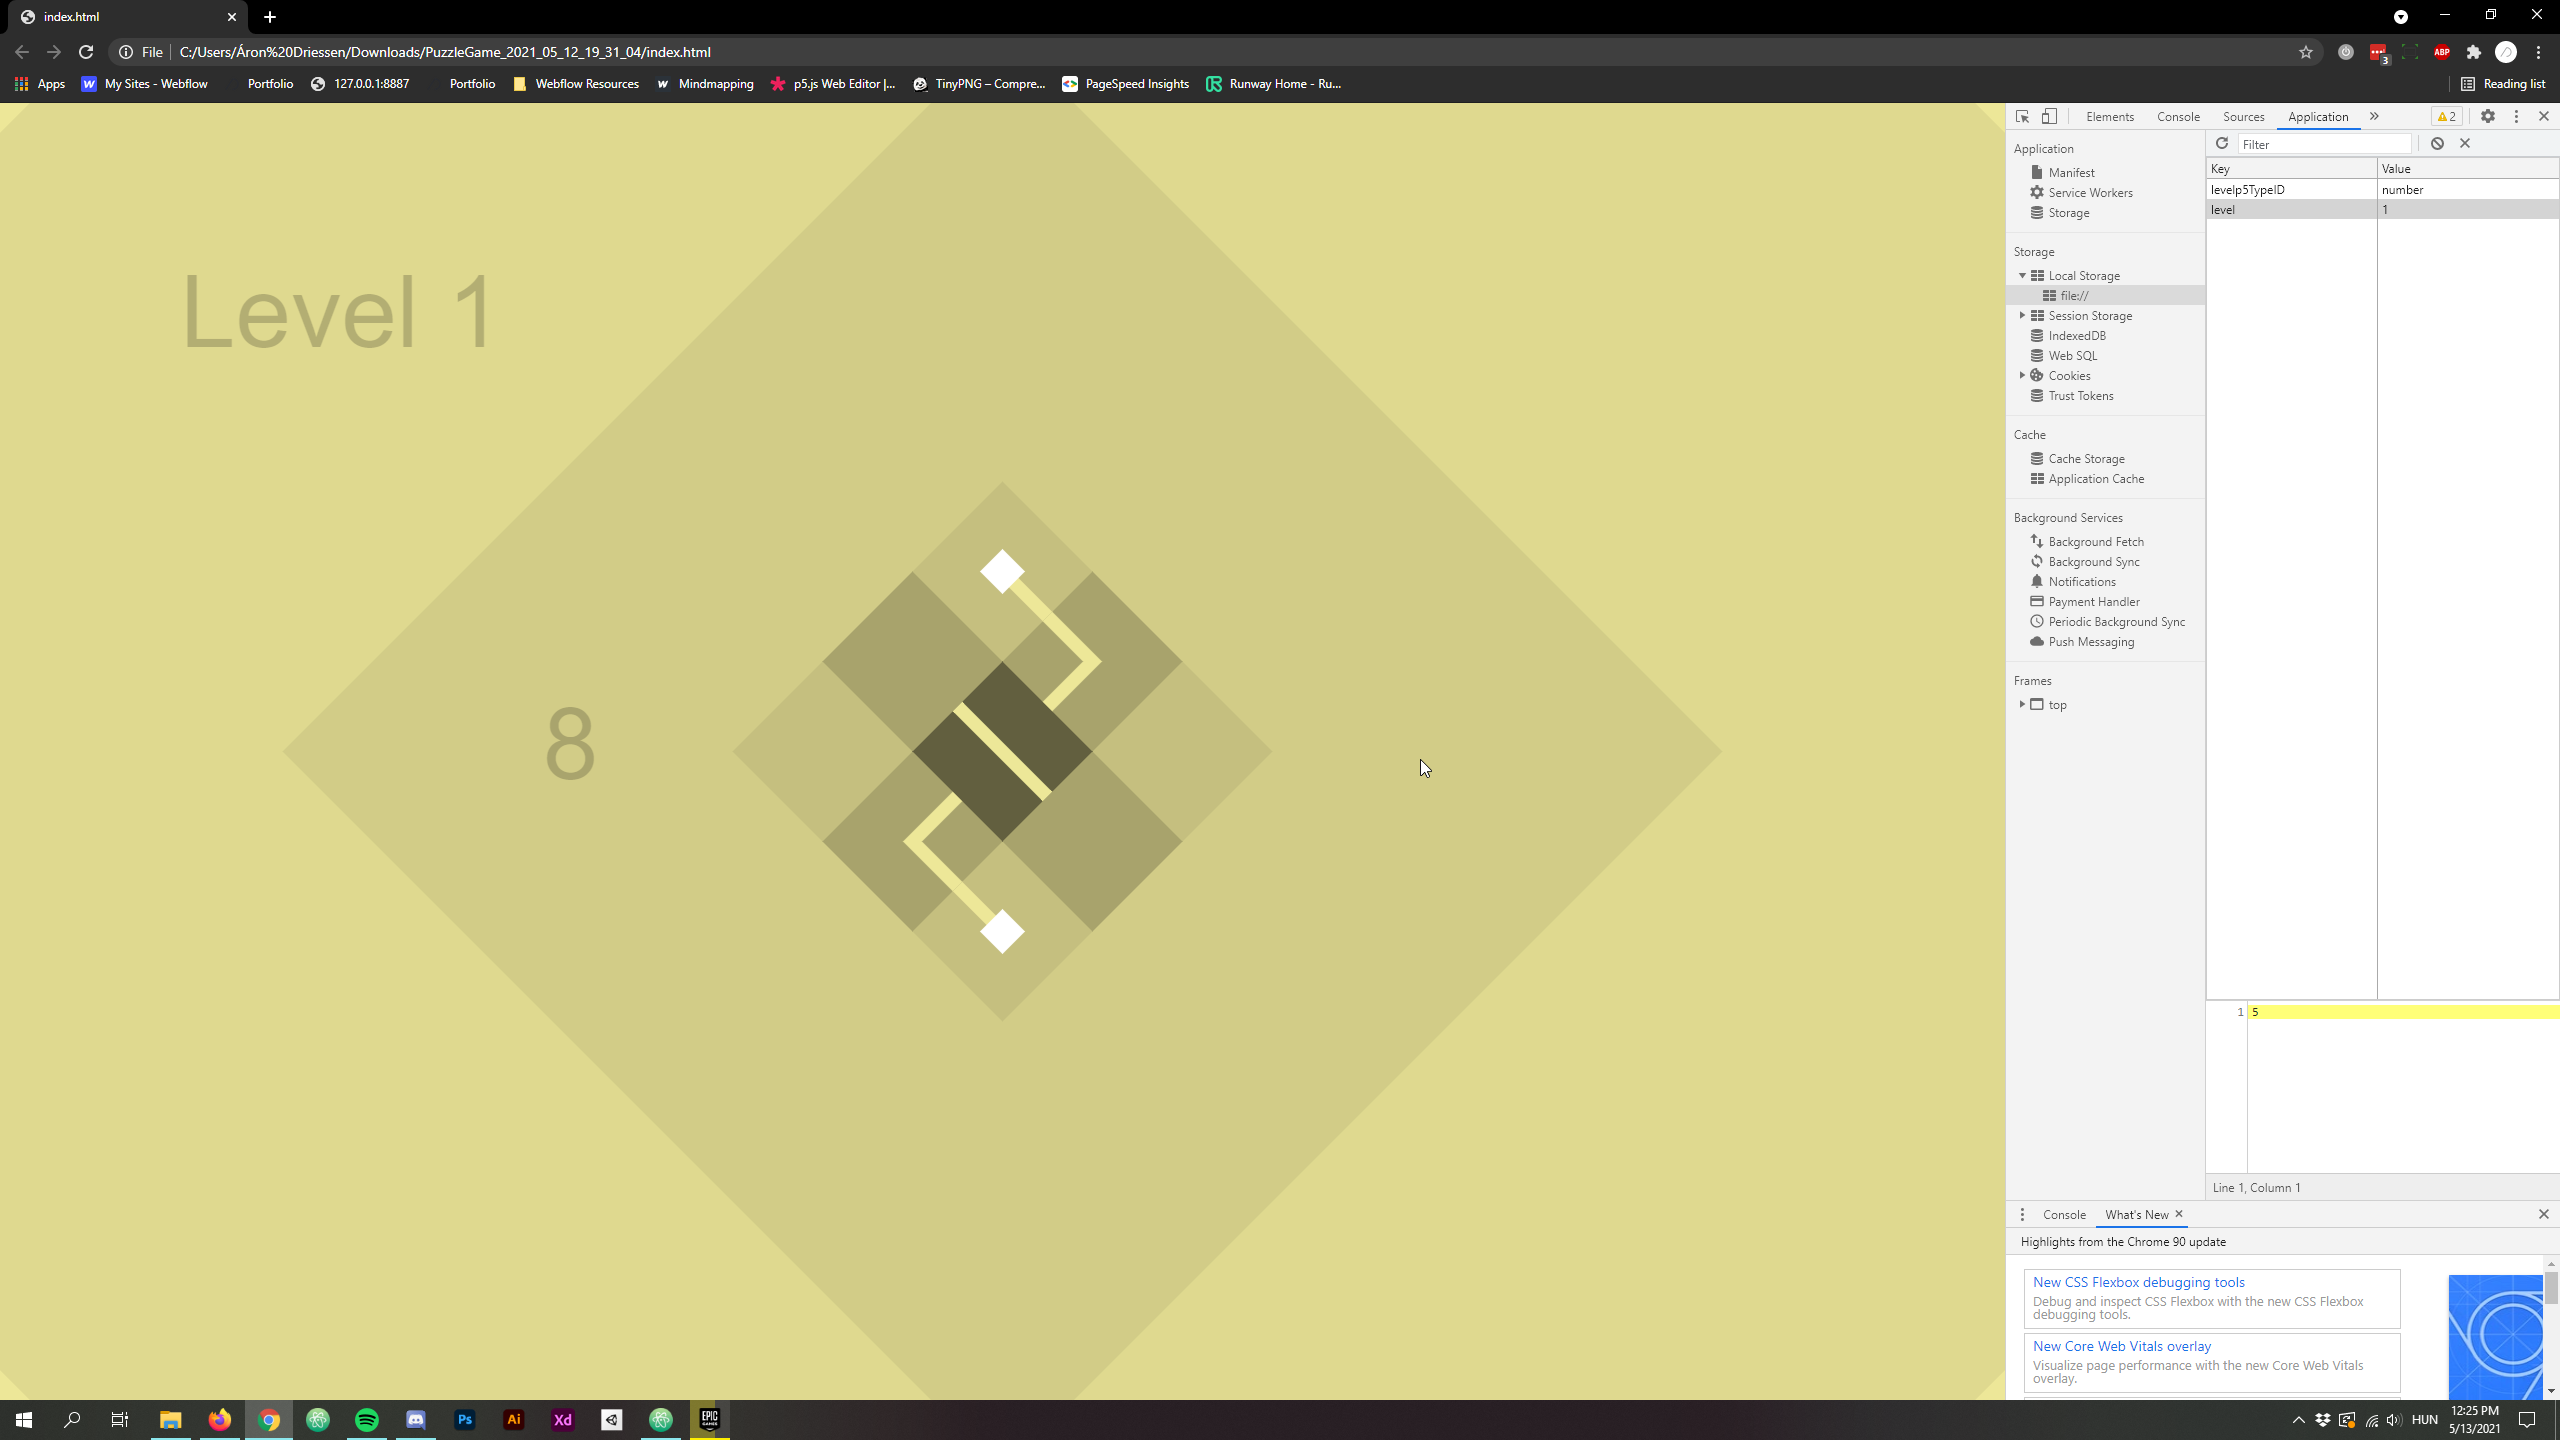 index.html
File C:/Users/Áron%20Driessen/Downloads/PuzzleGame_2021_05_12_19_31_04/index.html
3 ABP
Apps My Sites - Webflow Portfolio 127.0.0.1:8887 Portfolio Webflow Resources Mindmapping p5.js Web Editor |... TinyPNG – Compre... PageSpeed Insights Runway Home - Ru... Reading list
Level 1
8
Elements Console Sources Application 2
Filter
Application
Manifest
Service Workers
Storage
Storage
Local Storage
file://
Session Storage
IndexedDB
Web SQL
Cookies
Trust Tokens
Cache
Cache Storage
Application Cache
Background Services
Background Fetch
Background Sync
Notifications
Payment Handler
Periodic Background Sync
Push Messaging
Frames
top
Key Value
levelp5TypeID number
level 1
1 5
Line 1, Column 1
Console What's New
Highlights from the Chrome 90 update
New CSS Flexbox debugging tools
Debug and inspect CSS Flexbox with the new CSS Flexbox
debugging tools.
New Core Web Vitals overlay
Visualize page performance with the new Core Web Vitals
overlay.
Ps Ai Xd EPIC GAMES HUN
12:25 PM
5/13/2021